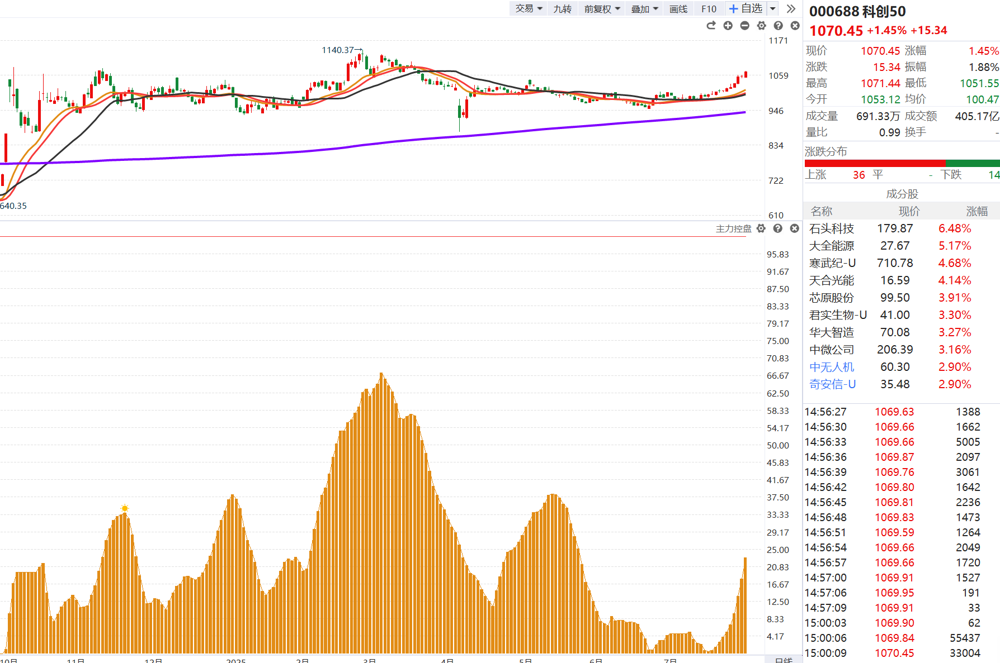 交易 九转 前复权 叠加 画线 F10 +自选
1140.37→
640.35
1171
1059
946
834
722
610
主力控盘
95.83
91.67
87.50
83.33
79.17
75.00
70.83
66.67
62.50
58.33
54.17
50.00
45.83
41.67
37.50
33.33
29.17
25.00
20.83
16.67
12.50
8.33
4.17
10月 11月 12月 2025 2月 3月 4月 5月 6月 7月 日线
000688 科创50
1070.45 +1.45% +15.34
现价 1070.45 涨幅 1.45%
涨跌 15.34 振幅 1.88%
最高 1071.44 最低 1051.55
今开 1053.12 均价 100.47
成交量 691.33万 成交额 405.17亿
量比 0.99 换手 -
涨跌分布
上涨 36 平 - 下跌 14
成分股
名称 现价 涨幅
石头科技 179.87 6.48%
大全能源 27.67 5.17%
寒武纪-U 710.78 4.68%
天合光能 16.59 4.14%
芯原股份 99.50 3.91%
君实生物-U 41.00 3.30%
华大智造 70.08 3.27%
中微公司 206.39 3.16%
中无人机 60.30 2.90%
奇安信-U 35.48 2.90%
14:56:27 1069.63 1388
14:56:30 1069.66 1662
14:56:33 1069.66 5005
14:56:36 1069.87 2097
14:56:39 1069.76 3061
14:56:42 1069.80 1642
14:56:45 1069.81 2236
14:56:48 1069.83 1473
14:56:51 1069.59 1264
14:56:54 1069.66 2049
14:56:57 1069.66 1720
14:57:00 1069.91 1527
14:57:06 1069.95 191
14:57:09 1069.91 33
15:00:03 1069.90 62
15:00:06 1069.84 55437
15:00:09 1070.45 33004